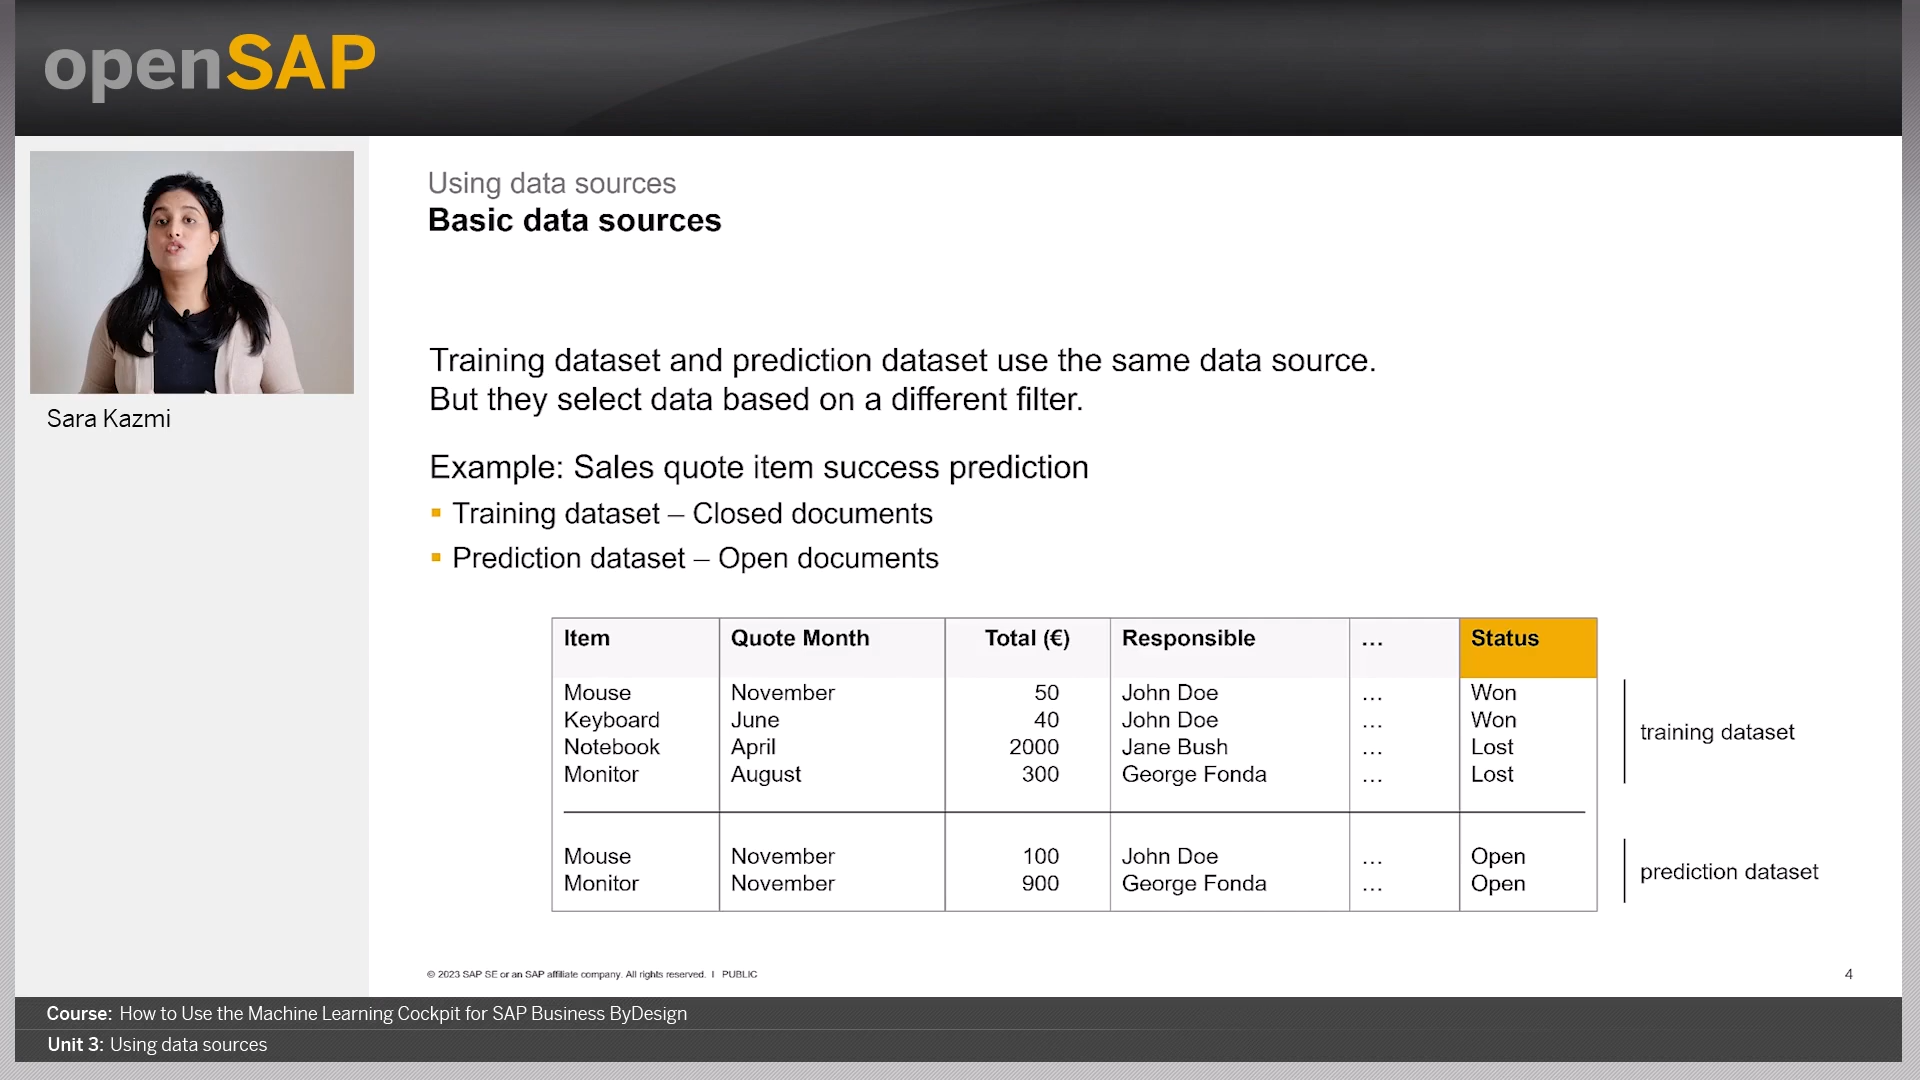 openSAP
Sara Kazmi
Using data sources
Basic data sources
Training dataset and prediction dataset use the same data source.
But they select data based on a different filter.
Example: Sales quote item success prediction
▪ Training dataset – Closed documents
▪ Prediction dataset – Open documents
Item Quote Month Total (€) Responsible … Status
Mouse November 50 John Doe … Won
Keyboard June 40 John Doe … Won
Notebook April 2000 Jane Bush … Lost
Monitor August 300 George Fonda … Lost
training dataset
Mouse November 100 John Doe … Open
Monitor November 900 George Fonda … Open
prediction dataset
© 2023 SAP SE or an SAP affiliate company. All rights reserved. I PUBLIC
4
Course: How to Use the Machine Learning Cockpit for SAP Business ByDesign
Unit 3: Using data sources